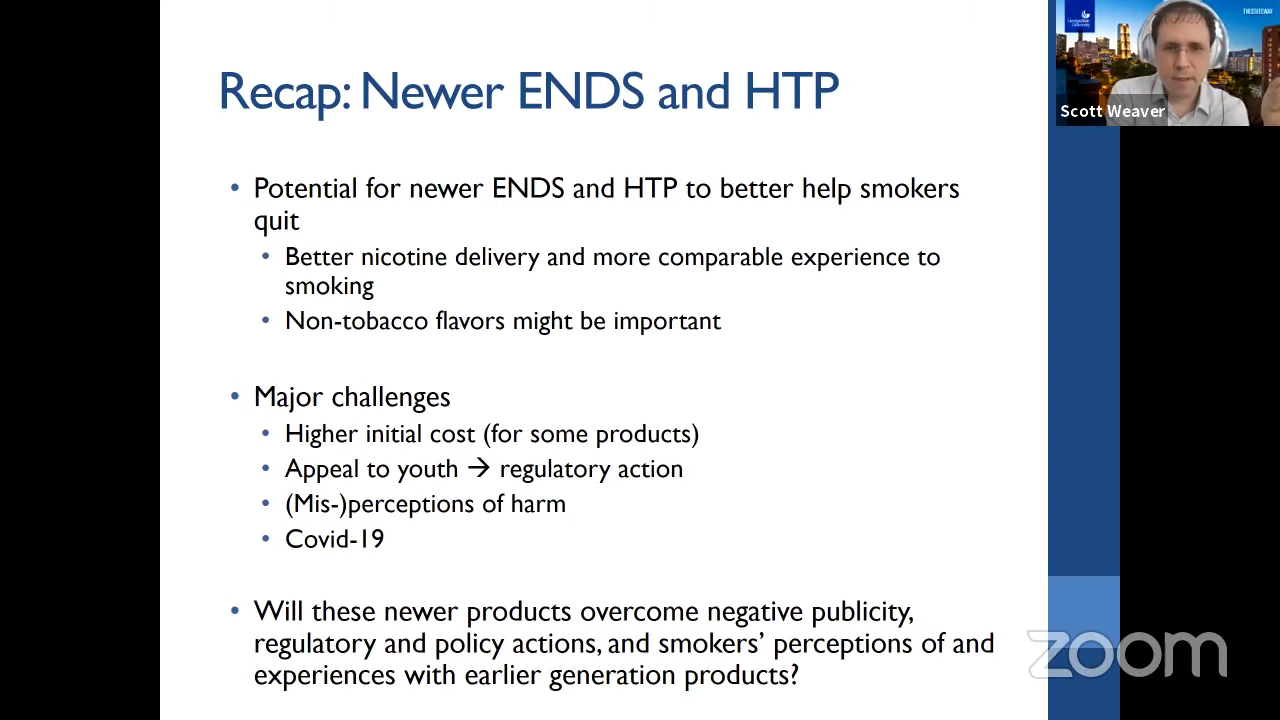 Recap: Newer ENDS and HTP
• Potential for newer ENDS and HTP to better help smokers
quit
• Better nicotine delivery and more comparable experience to
smoking
• Non-tobacco flavors might be important
• Major challenges
• Higher initial cost (for some products)
• Appeal to youth → regulatory action
• (Mis-)perceptions of harm
• Covid-19
• Will these newer products overcome negative publicity,
regulatory and policy actions, and smokers’ perceptions of and
experiences with earlier generation products?
THESTATEWAY
Scott Weaver
zoom